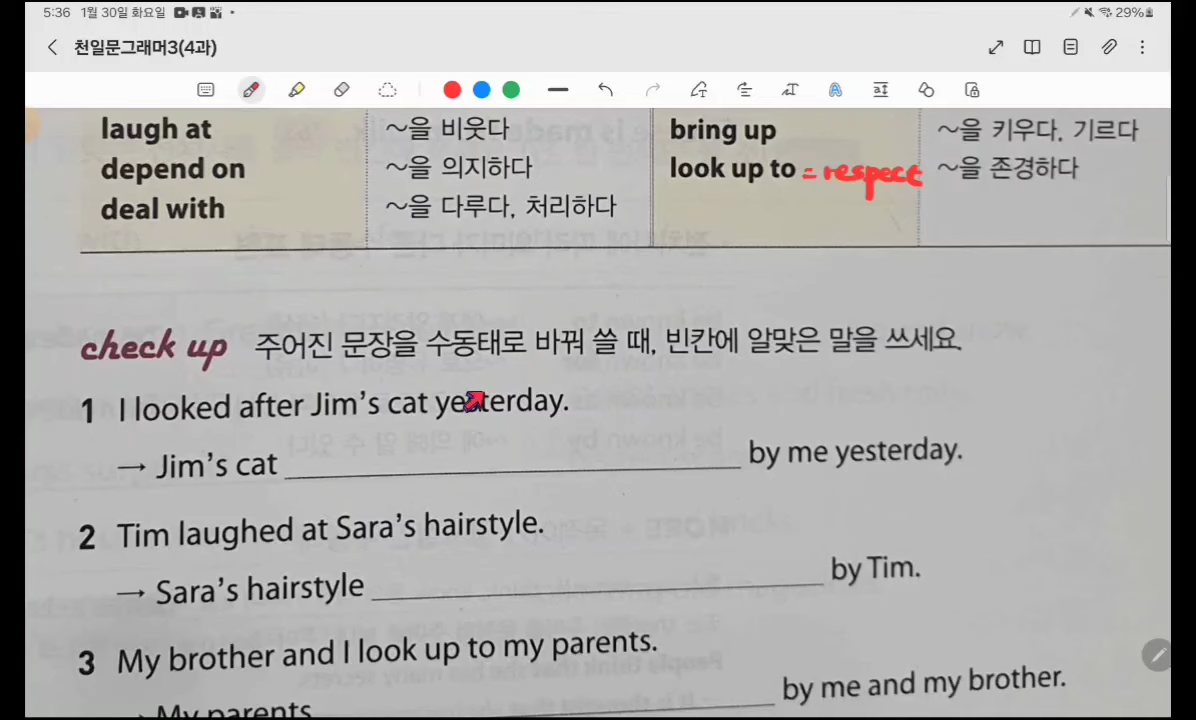 5:36 1월 30일 화요일 29%
천일문그래머3(4과)
laugh at ~을 비웃다 bring up ~을 키우다, 기르다
depend on ~을 의지하다 look up to = respect ~을 존경하다
deal with ~을 다루다, 처리하다
check up 주어진 문장을 수동태로 바꿔 쓸 때, 빈칸에 알맞은 말을 쓰세요.
1 I looked after Jim's cat yesterday.
→ Jim's cat by me yesterday.
2 Tim laughed at Sara's hairstyle.
→ Sara's hairstyle by Tim.
3 My brother and I look up to my parents.
→ My parents by me and my brother.